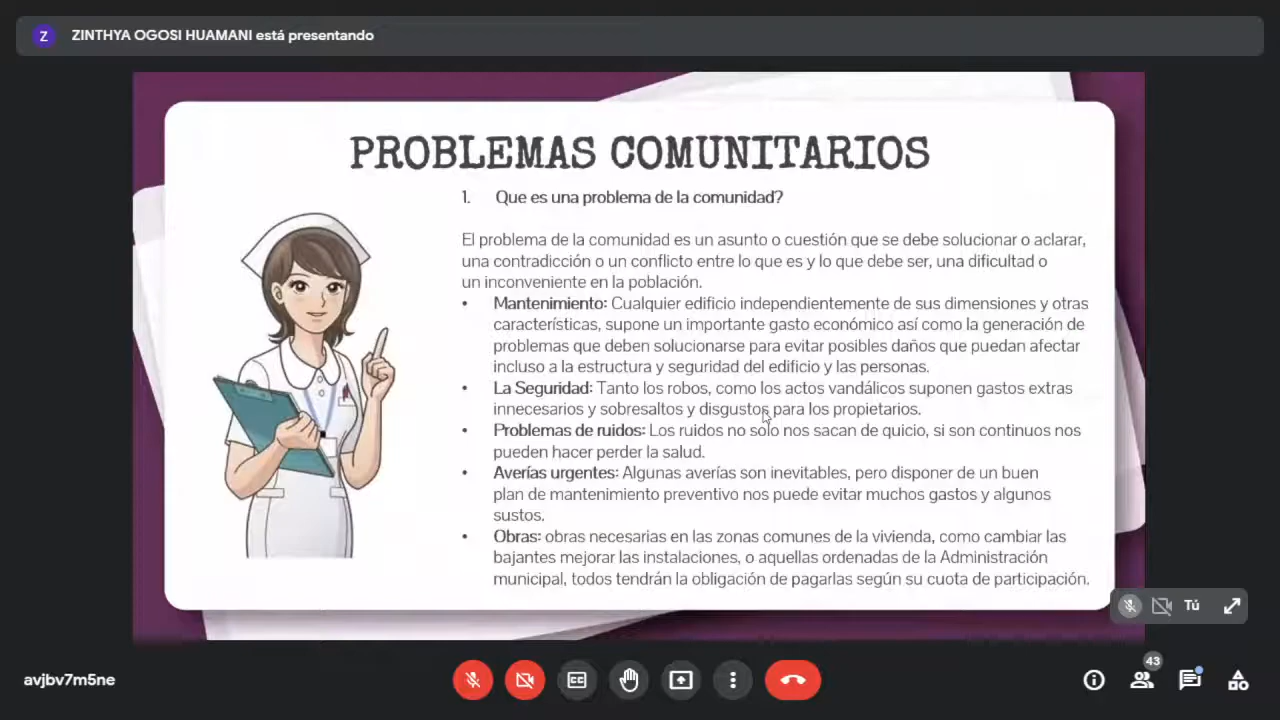 Z ZINTHYA OGOSI HUAMANI está presentando
PROBLEMAS COMUNITARIOS
1. Que es una problema de la comunidad?
El problema de la comunidad es un asunto o cuestión que se debe solucionar o aclarar,
una contradicción o un conflicto entre lo que es y lo que debe ser, una dificultad o
un inconveniente en la población.
• Mantenimiento: Cualquier edificio independientemente de sus dimensiones y otras
características, supone un importante gasto económico así como la generación de
problemas que deben solucionarse para evitar posibles daños que puedan afectar
incluso a la estructura y seguridad del edificio y las personas.
• La Seguridad: Tanto los robos, como los actos vandálicos suponen gastos extras
innecesarios y sobresaltos y disgustos para los propietarios.
• Problemas de ruidos: Los ruidos no solo nos sacan de quicio, si son continuos nos
pueden hacer perder la salud.
• Averías urgentes: Algunas averías son inevitables, pero disponer de un buen
plan de mantenimiento preventivo nos puede evitar muchos gastos y algunos
sustos.
• Obras: obras necesarias en las zonas comunes de la vivienda, como cambiar las
bajantes mejorar las instalaciones, o aquellas ordenadas de la Administración
municipal, todos tendrán la obligación de pagarlas según su cuota de participación.
Tú
avjbv7m5ne
CC
43